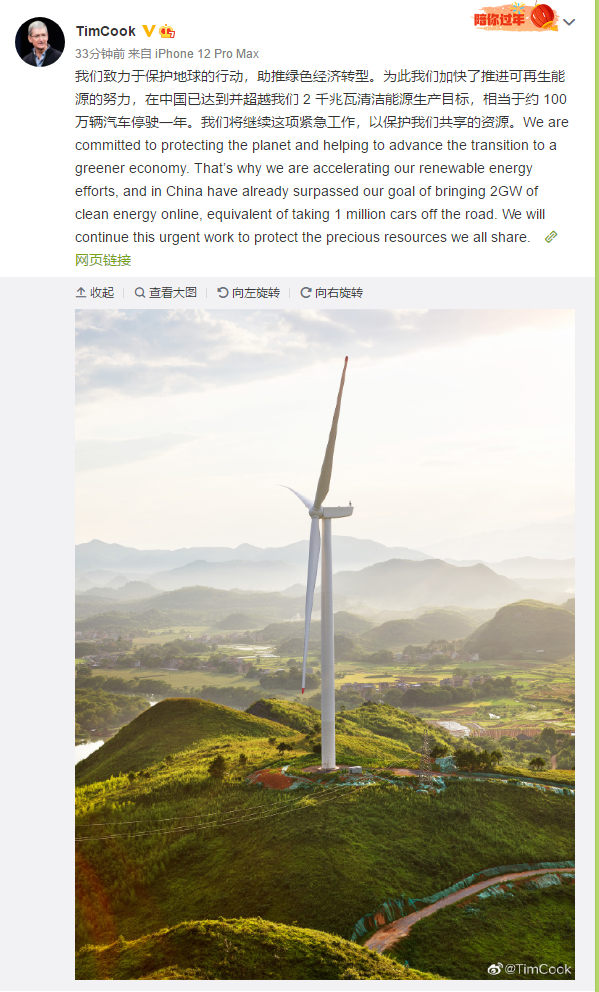 陪你过年
TimCook
33分钟前 来自 iPhone 12 Pro Max
我们致力于保护地球的行动，助推绿色经济转型。为此我们加快了推进可再生能
源的努力，在中国已达到并超越我们 2 千兆瓦清洁能源生产目标，相当于约 100
万辆汽车停驶一年。我们将继续这项紧急工作，以保护我们共享的资源。We are
committed to protecting the planet and helping to advance the transition to a
greener economy. That’s why we are accelerating our renewable energy
efforts, and in China have already surpassed our goal of bringing 2GW of
clean energy online, equivalent of taking 1 million cars off the road. We will
continue this urgent work to protect the precious resources we all share.
网页链接
收起 查看大图 向左旋转 向右旋转
@TimCook